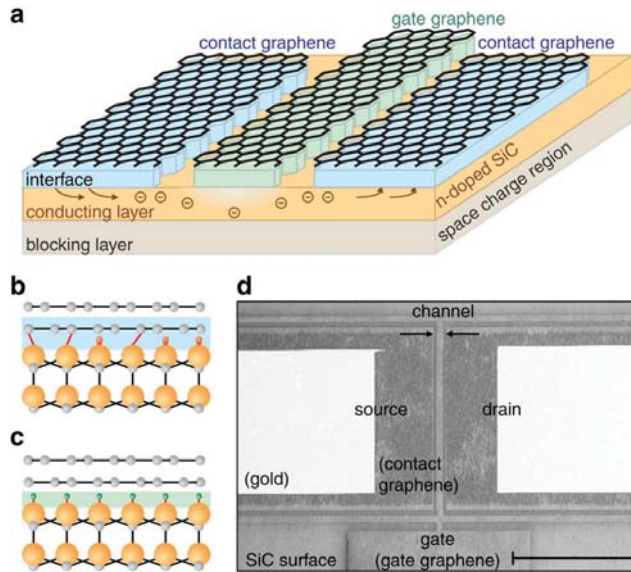 a
gate graphene
contact graphene
contact graphene
interface
conducting layer
blocking layer
n-doped SiC
space charge region
b
c
d
channel
source
drain
(contact
graphene)
(gold)
gate
(gate graphene)
SiC surface